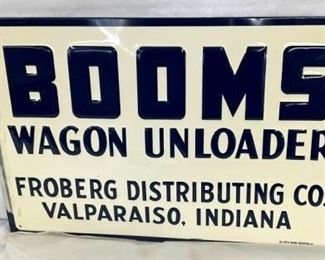 BOOMS
WAGON UNLOADER
FROBERG DISTRIBUTING CO.
VALPARAISO, INDIANA